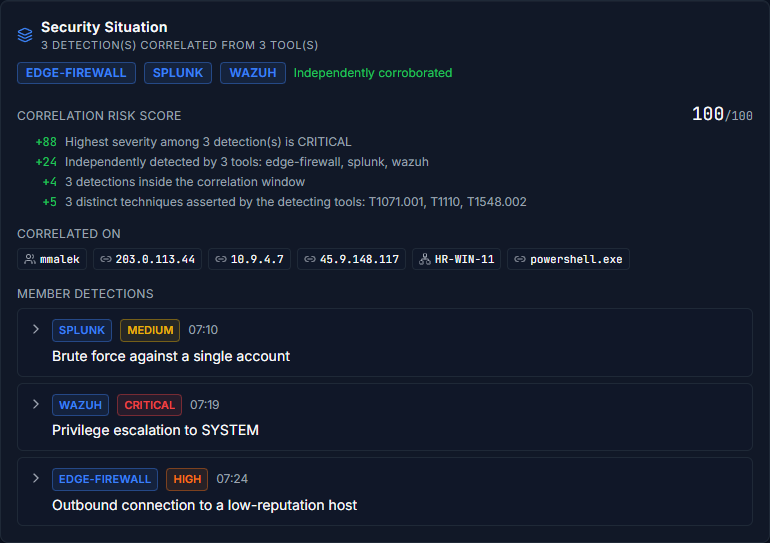 Security Situation
3 DETECTION(S) CORRELATED FROM 3 TOOL(S)
EDGE-FIREWALL SPLUNK WAZUH Independently corroborated
CORRELATION RISK SCORE 100/100
+88 Highest severity among 3 detection(s) is CRITICAL
+24 Independently detected by 3 tools: edge-firewall, splunk, wazuh
+4 3 detections inside the correlation window
+5 3 distinct techniques asserted by the detecting tools: T1071.001, T1110, T1548.002
CORRELATED ON
mmalek 203.0.113.44 10.9.4.7 45.9.148.117 HR-WIN-11 powershell.exe
MEMBER DETECTIONS
SPLUNK MEDIUM 07:10
Brute force against a single account
WAZUH CRITICAL 07:19
Privilege escalation to SYSTEM
EDGE-FIREWALL HIGH 07:24
Outbound connection to a low-reputation host